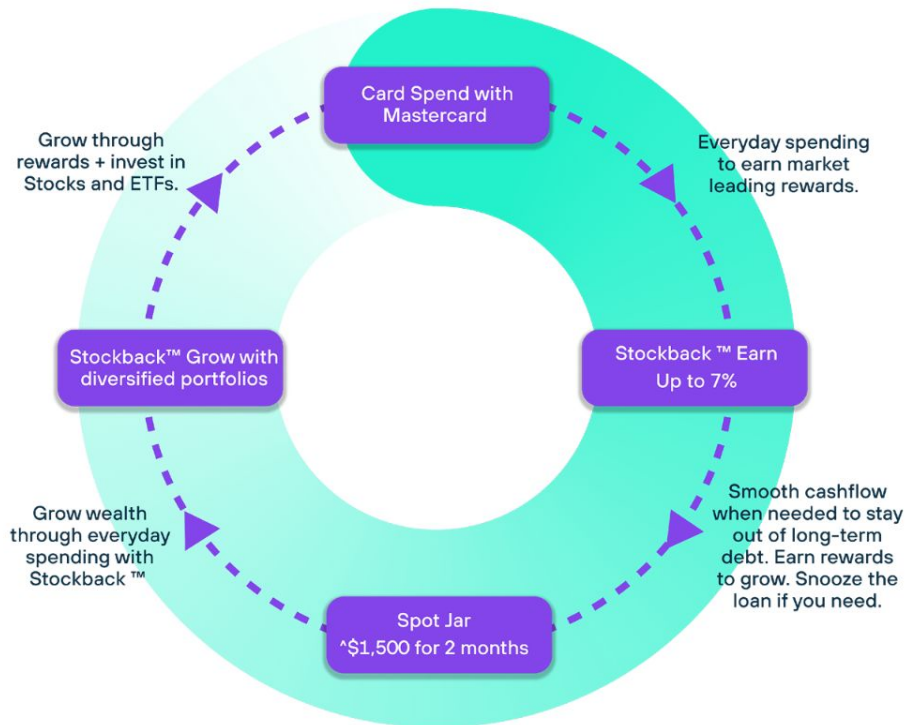 Card Spend with
Mastercard
Everyday spending
to earn market
leading rewards.
Stockback ™ Earn
Up to 7%
Smooth cashflow
when needed to stay
out of long-term
debt. Earn rewards
to grow. Snooze the
loan if you need.
Spot Jar
^$1,500 for 2 months
Grow wealth
through everyday
spending with
Stockback ™
Stockback™ Grow with
diversified portfolios
Grow through
rewards + invest in
Stocks and ETFs.